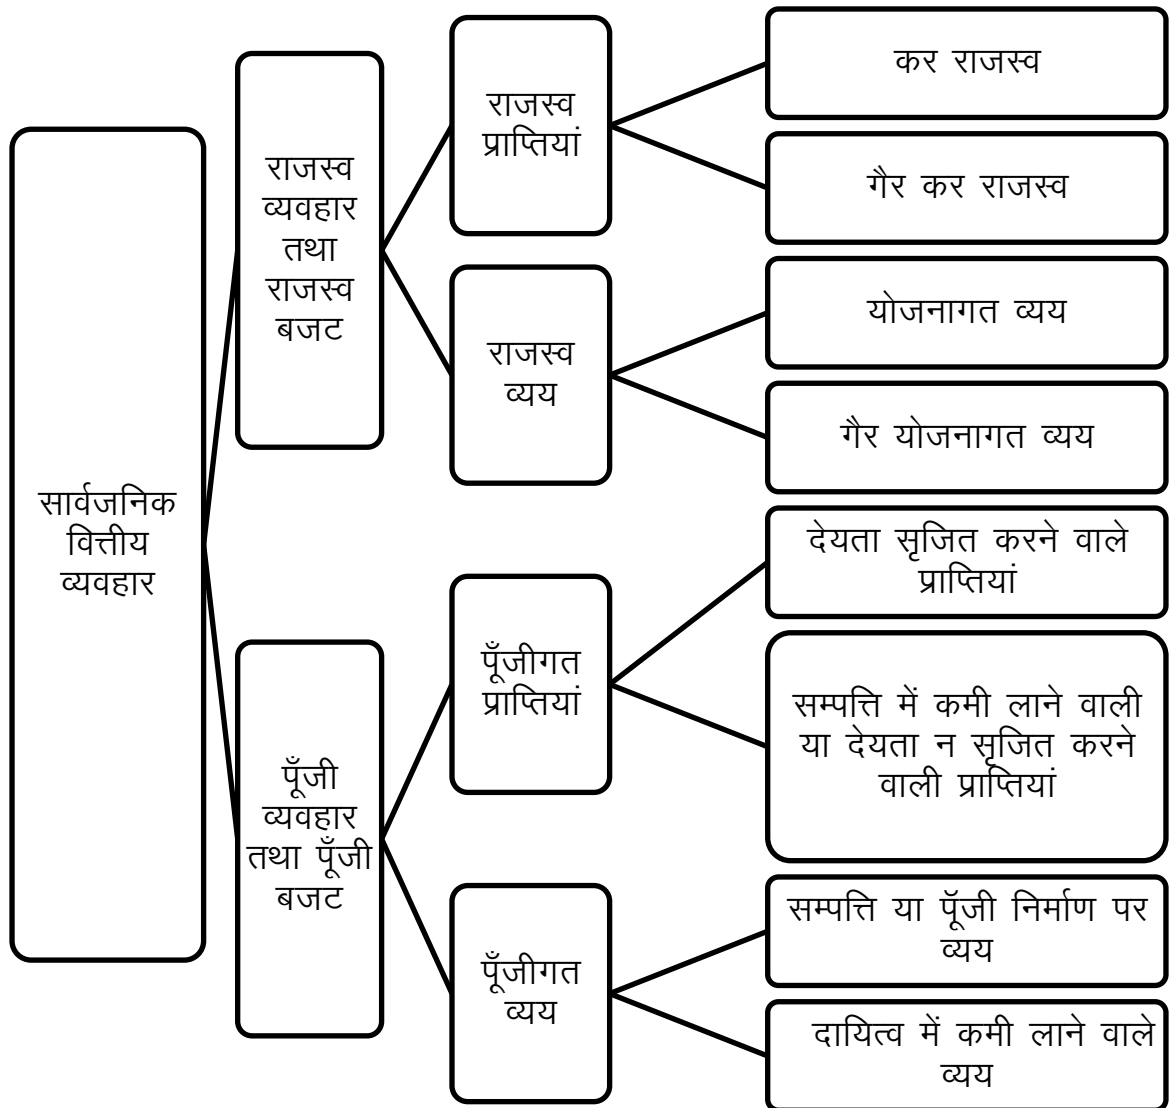 सार्वजनिक
वित्तीय
व्यवहार
राजस्व
व्यवहार
तथा
राजस्व
बजट
राजस्व
प्राप्तियां
कर राजस्व
गैर कर राजस्व
राजस्व
व्यय
योजनागत व्यय
गैर योजनागत व्यय
पूँजी
व्यवहार
तथा पूँजी
बजट
पूँजीगत
प्राप्तियां
देयता सृजित करने वाले
प्राप्तियां
सम्पत्ति में कमी लाने वाली
या देयता न सृजित करने
वाली प्राप्तियां
पूँजीगत
व्यय
सम्पत्ति या पूॅजी निर्माण पर
व्यय
दायित्व में कमी लाने वाले
व्यय